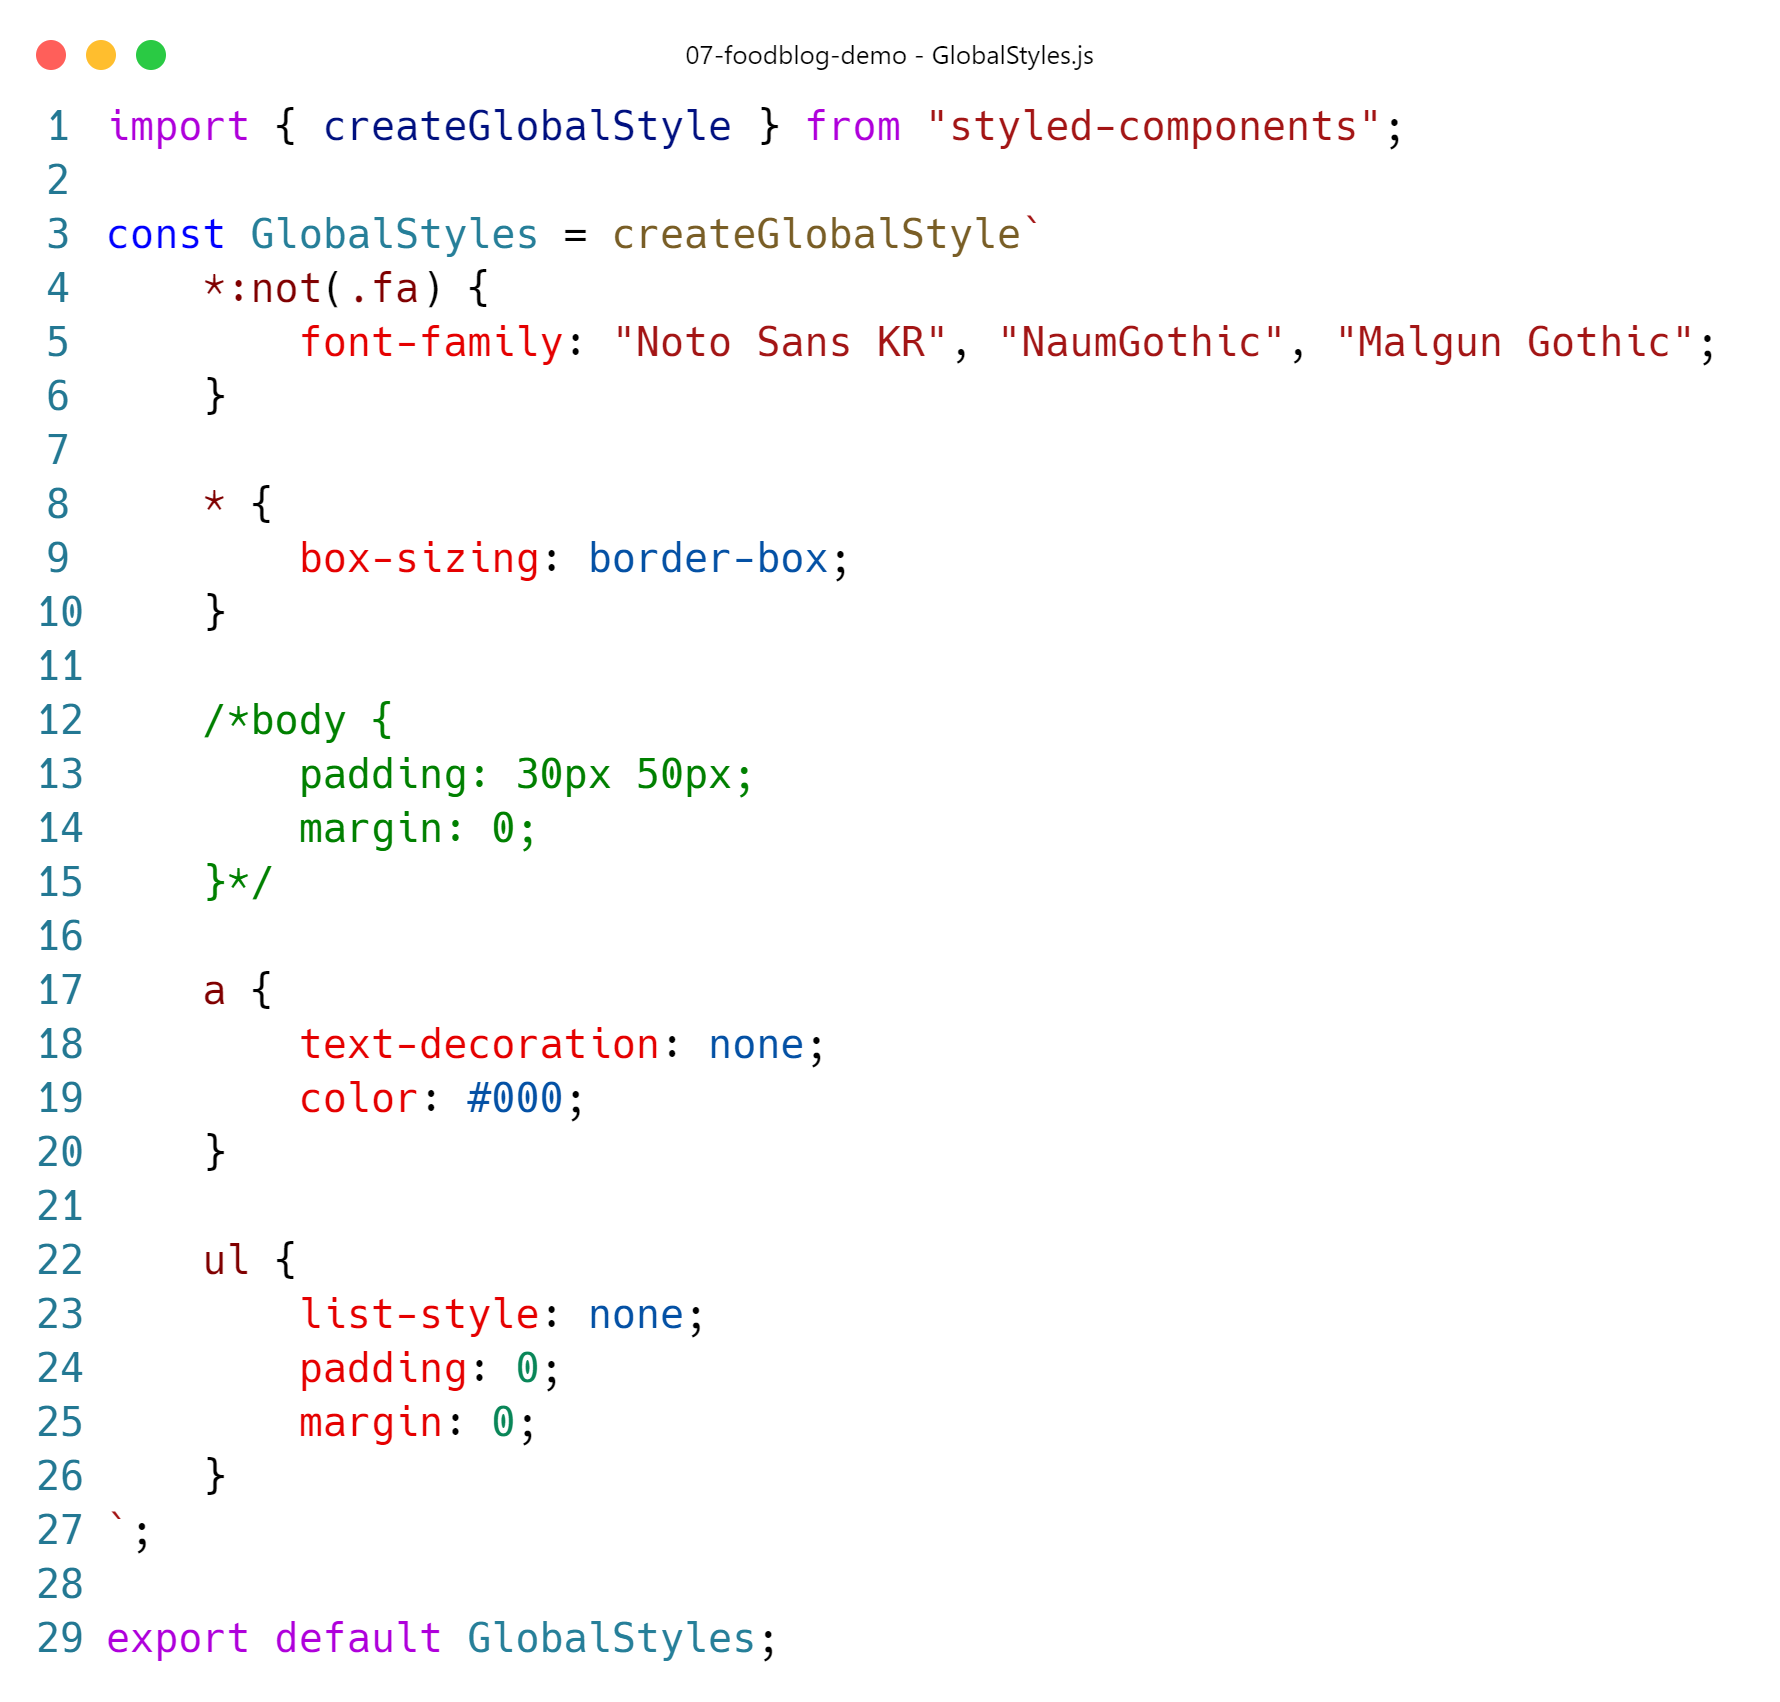 07-foodblog-demo - GlobalStyles.js
1 import { createGlobalStyle } from "styled-components";
2
3 const GlobalStyles = createGlobalStyle`
4     *:not(.fa) {
5         font-family: "Noto Sans KR", "NaumGothic", "Malgun Gothic";
6     }
7
8     * {
9         box-sizing: border-box;
10     }
11
12     /*body {
13         padding: 30px 50px;
14         margin: 0;
15     }*/
16
17     a {
18         text-decoration: none;
19         color: #000;
20     }
21
22     ul {
23         list-style: none;
24         padding: 0;
25         margin: 0;
26     }
27 `;
28
29 export default GlobalStyles;